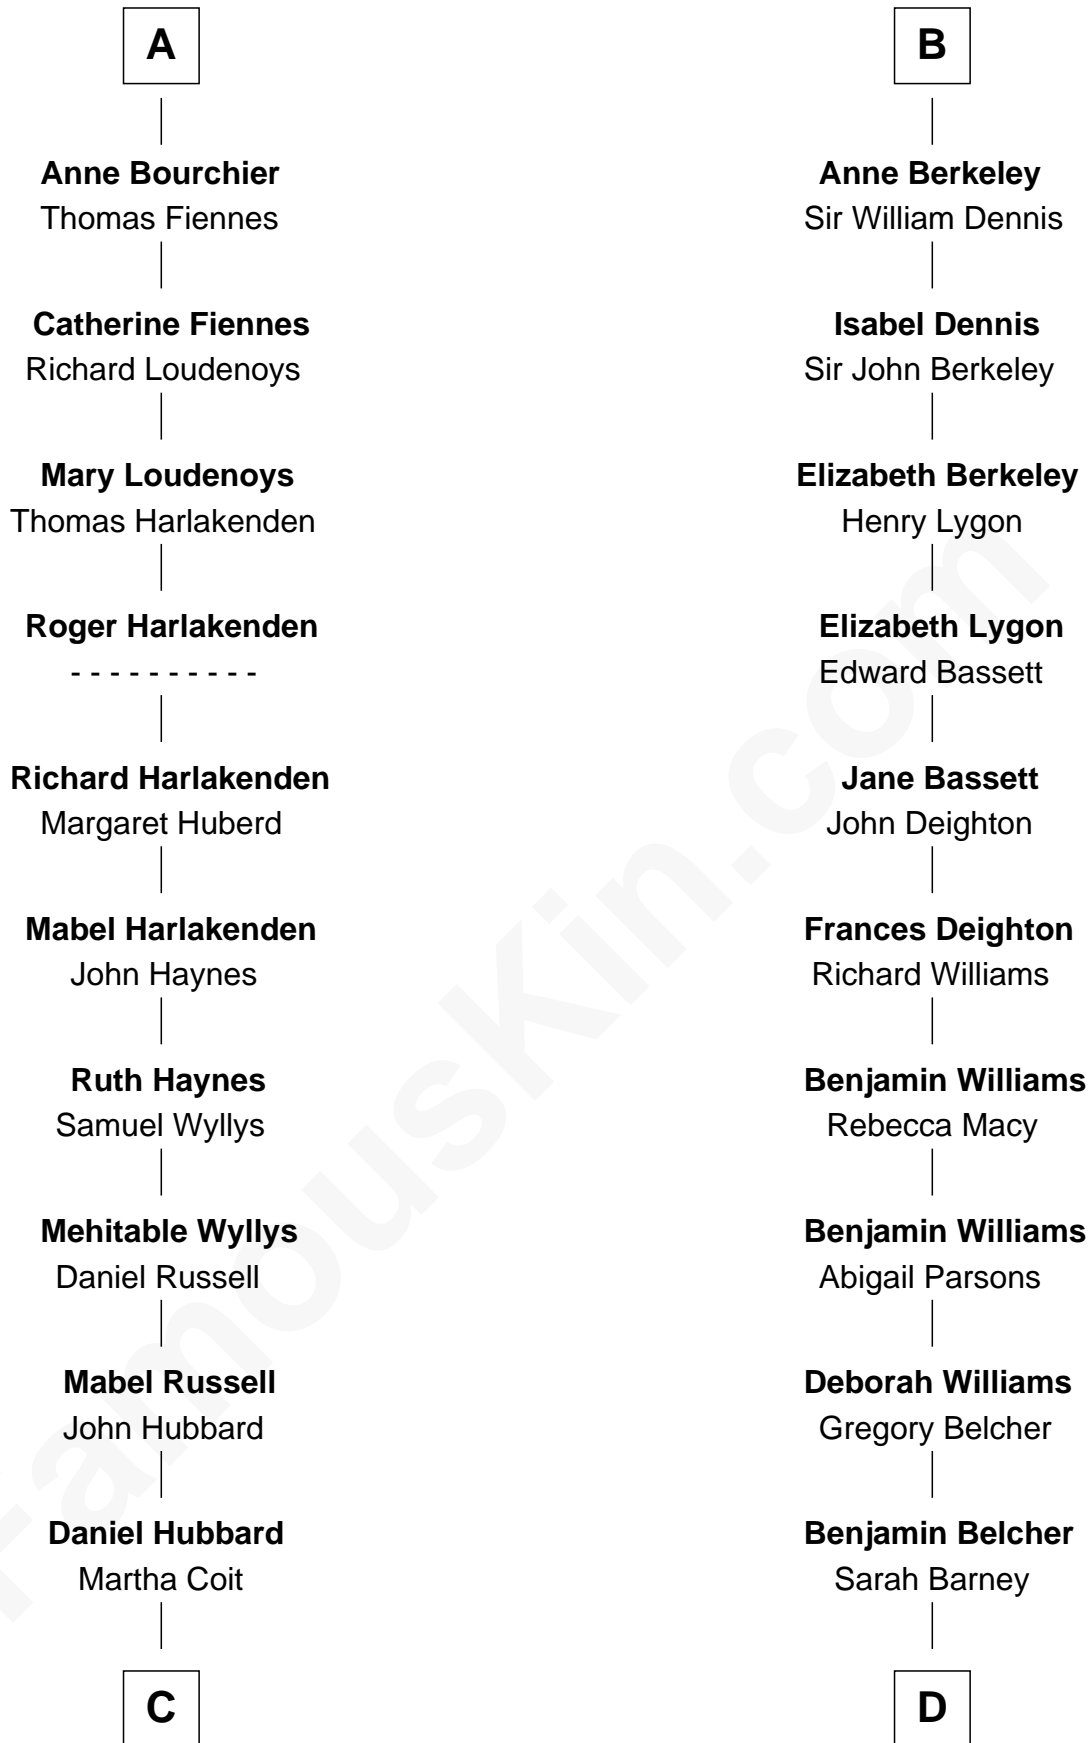 A
Anne Bourchier
Thomas Fiennes
Catherine Fiennes
Richard Loudenoys
Mary Loudenoys
Thomas Harlakenden
Roger Harlakenden
- - - - - - - - - -
Richard Harlakenden
Margaret Huberd
Mabel Harlakenden
John Haynes
Ruth Haynes
Samuel Wyllys
Mehitable Wyllys
Daniel Russell
Mabel Russell
John Hubbard
Daniel Hubbard
Martha Coit
C
B
Anne Berkeley
Sir William Dennis
Isabel Dennis
Sir John Berkeley
Elizabeth Berkeley
Henry Lygon
Elizabeth Lygon
Edward Bassett
Jane Bassett
John Deighton
Frances Deighton
Richard Williams
Benjamin Williams
Rebecca Macy
Benjamin Williams
Abigail Parsons
Deborah Williams
Gregory Belcher
Benjamin Belcher
Sarah Barney
D
FamousKin.com